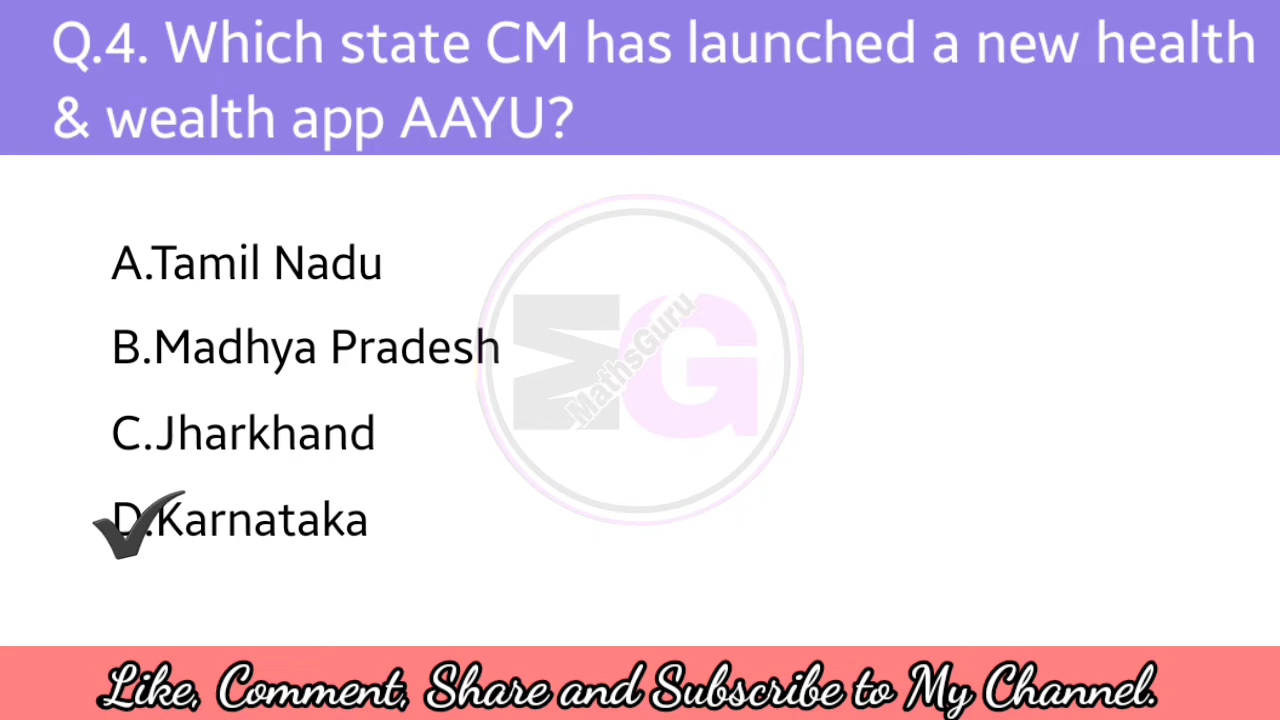 Q.4. Which state CM has launched a new health
& wealth app AAYU?
A.Tamil Nadu
B.Madhya Pradesh
MathsGuru
C.Jharkhand
D.Karnataka
Like, Comment, Share and Subscribe to My Channel.